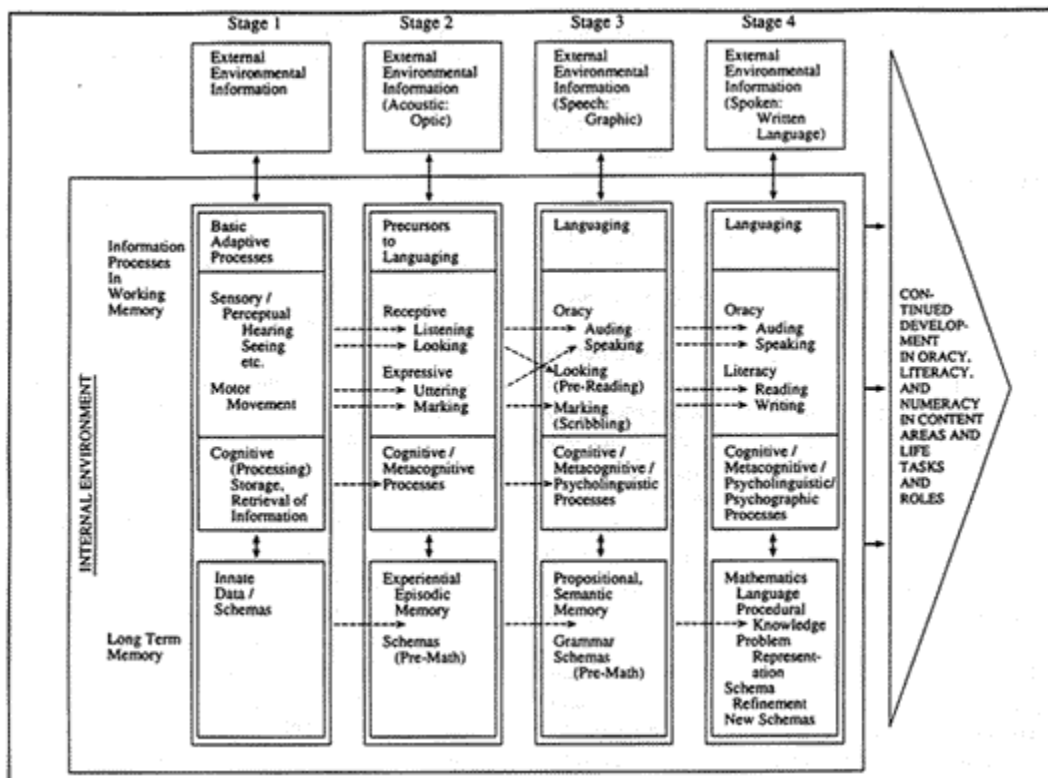 Stage 1
Stage 2
Stage 3
Stage 4
External
Environmental
Information
External
Environmental
Information
(Acoustic:
Optic)
External
Environmental
Information
(Speech:
Graphic)
External
Environmental
Information
(Spoken:
Written
Language)
INTERNAL ENVIRONMENT
Information
Processes
In
Working
Memory
Basic
Adaptive
Processes
Precursors
to
Languaging
Languaging
Languaging
Sensory /
Perceptual
Hearing
Seeing
etc.
Motor
Movement
Receptive
Listening
Looking
Expressive
Uttering
Marking
Oracy
Auding
Speaking
Looking
(Pre-Reading)
Marking
(Scribbling)
Oracy
Auding
Speaking
Literacy
Reading
Writing
Cognitive
(Processing)
Storage,
Retrieval of
Information
Cognitive /
Metacognitive
Processes
Cognitive /
Metacognitive /
Psycholinguistic
Processes
Cognitive /
Metacognitive /
Psycholinguistic/
Psychographic
Processes
Long Term
Memory
Innate
Data /
Schemas
Experiential
Episodic
Memory
Schemas
(Pre-Math)
Propositional,
Semantic
Memory
Grammar
Schemas
(Pre-Math)
Mathematics
Language
Procedural
Knowledge
Problem
Represent-
ation
Schema
Refinement
New Schemas
CON-
TINUED
DEVELOP-
MENT
IN ORACY,
LITERACY,
AND
NUMERACY
IN CONTENT
AREAS AND
LIFE
TASKS
AND
ROLES